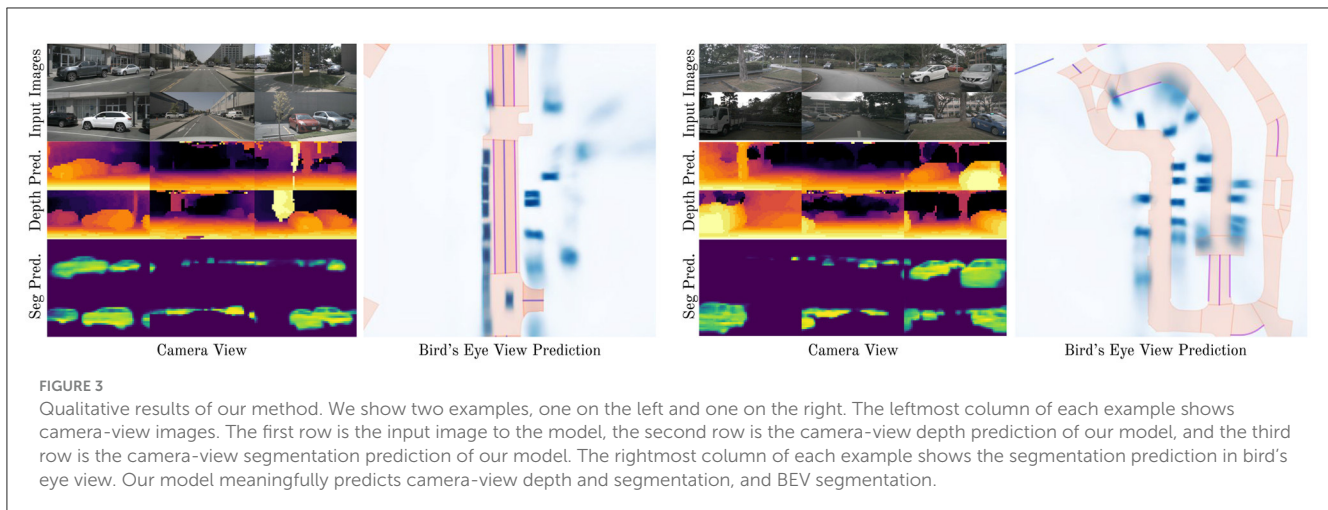 Input Images
Depth Pred.
Seg Pred.
Camera View
Bird's Eye View Prediction
Input Images
Depth Pred.
Seg Pred.
Camera View
Bird's Eye View Prediction
FIGURE 3
Qualitative results of our method. We show two examples, one on the left and one on the right. The leftmost column of each example shows
camera-view images. The first row is the input image to the model, the second row is the camera-view depth prediction of our model, and the third
row is the camera-view segmentation prediction of our model. The rightmost column of each example shows the segmentation prediction in bird's
eye view. Our model meaningfully predicts camera-view depth and segmentation, and BEV segmentation.